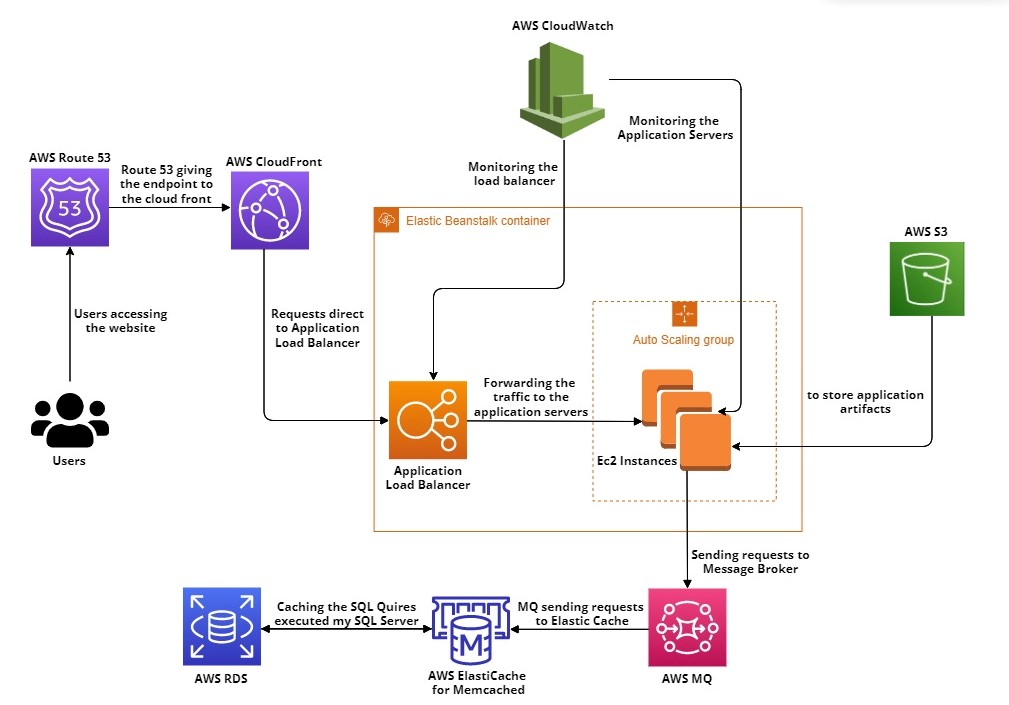 AWS CloudWatch
Monitoring the
Application Servers
AWS Route 53
Route 53 giving
the endpoint to
the cloud front
AWS CloudFront
Monitoring the
load balancer
53
Elastic Beanstalk container
AWS S3
Users accessing
the website
Requests direct
to Application
Load Balancer
Auto Scaling group
Forwarding the
traffic to the
application servers
to store application
artifacts
Users
Application
Load Balancer
Ec2 Instances
Sending requests to
Message Broker
Caching the SQL Quires
executed my SQL Server
MQ sending requests
to Elastic Cache
M
AWS RDS
AWS ElastiCache
for Memcached
AWS MQ